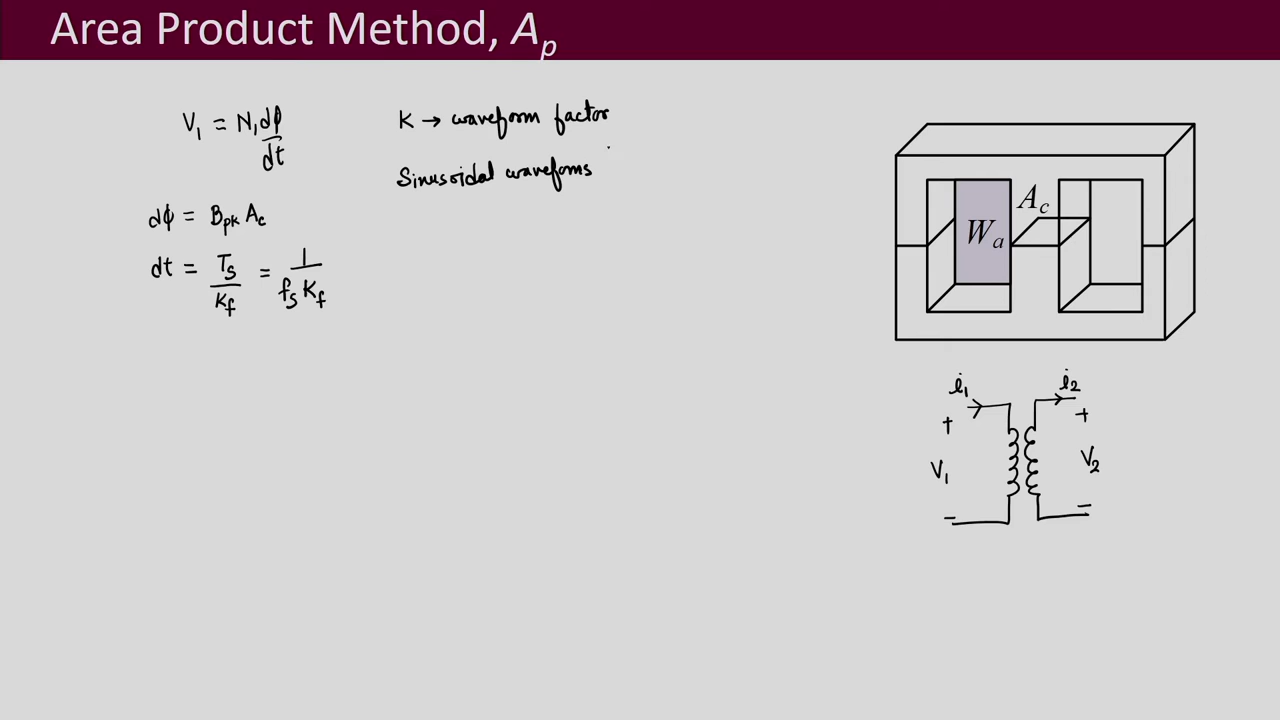 Area Product Method, Ap
V1 = N1 dφ/dt
K → waveform factor
Sinusoidal waveforms
dφ = Bpk Ac
dt = Ts/Kf = 1/(fs Kf)
Ac
Wa
i1
i2
+
+
V1
V2
−
−